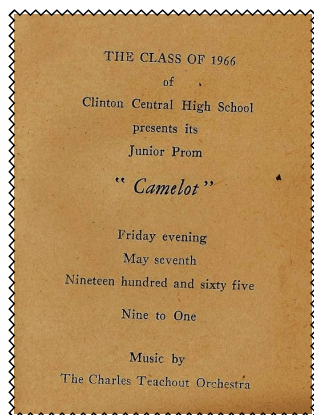 THE CLASS OF 1966
of
Clinton Central High School
presents its
Junior Prom
“ Camelot ”
Friday evening
May seventh
Nineteen hundred and sixty five
Nine to One
Music by
The Charles Teachout Orchestra